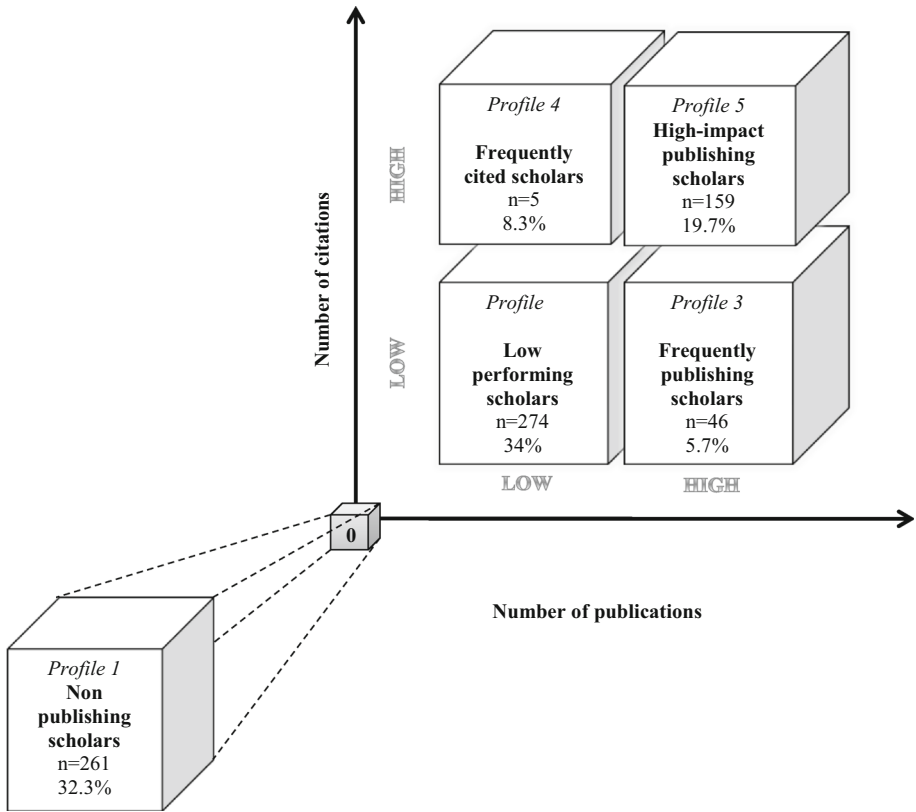 Number of citations
HIGH
LOW
Profile 4
Frequently
cited scholars
n=5
8.3%
Profile 5
High-impact
publishing
scholars
n=159
19.7%
Profile
Low
performing
scholars
n=274
34%
Profile 3
Frequently
publishing
scholars
n=46
5.7%
LOW
HIGH
0
Number of publications
Profile 1
Non
publishing
scholars
n=261
32.3%